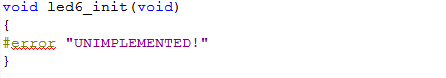 void led6_init(void)
{
#error "UNIMPLEMENTED!"
}